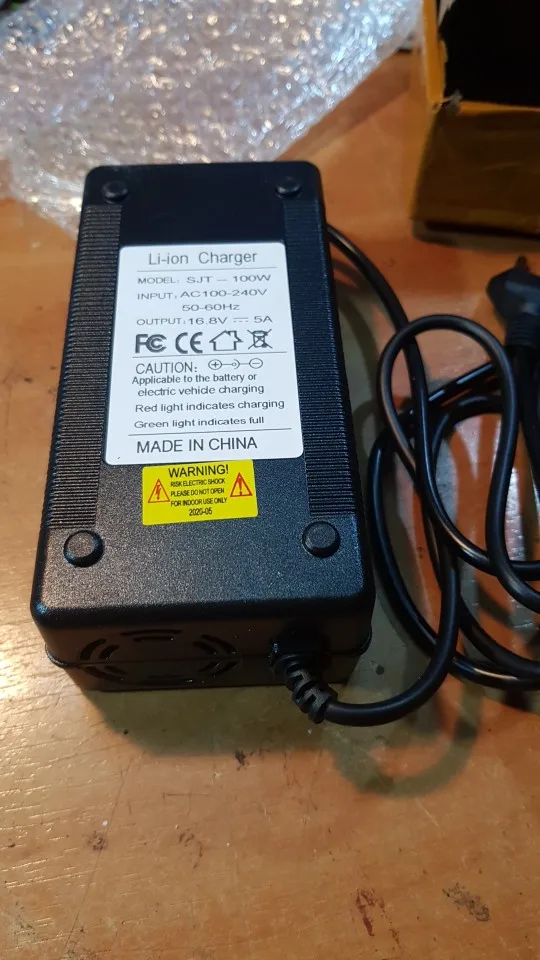 Li-ion Charger
MODEL: SJT — 100W
INPUT: AC100-240V
50-60Hz
OUTPUT: 16.8V ⎓ 5A
FC CE
CAUTION:
Applicable to the battery or
electric vehicle charging
Red light indicates charging
Green light indicates full
MADE IN CHINA
WARNING!
RISK ELECTRIC SHOCK
PLEASE DO NOT OPEN
FOR INDOOR USE ONLY
2020-05